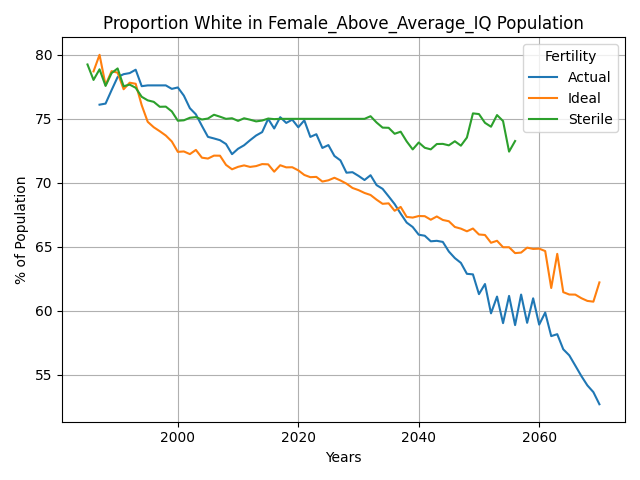 Proportion White in Female_Above_Average_IQ Population
80
75
70
65
60
55
% of Population
2000
2020
2040
2060
Years
Fertility
Actual
Ideal
Sterile